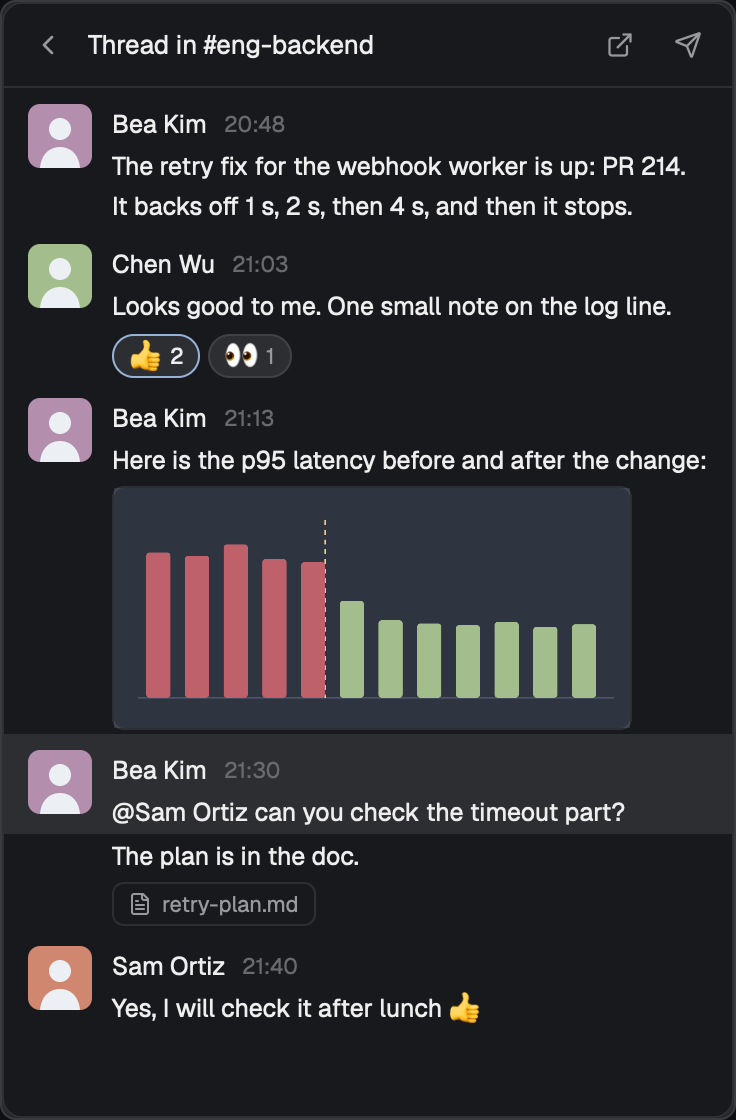 Thread in #eng-backend
Bea Kim 20:48
The retry fix for the webhook worker is up: PR 214.
It backs off 1 s, 2 s, then 4 s, and then it stops.
Chen Wu 21:03
Looks good to me. One small note on the log line.
👍 2 👀 1
Bea Kim 21:13
Here is the p95 latency before and after the change:
Bea Kim 21:30
@Sam Ortiz can you check the timeout part?
The plan is in the doc.
retry-plan.md
Sam Ortiz 21:40
Yes, I will check it after lunch 👍